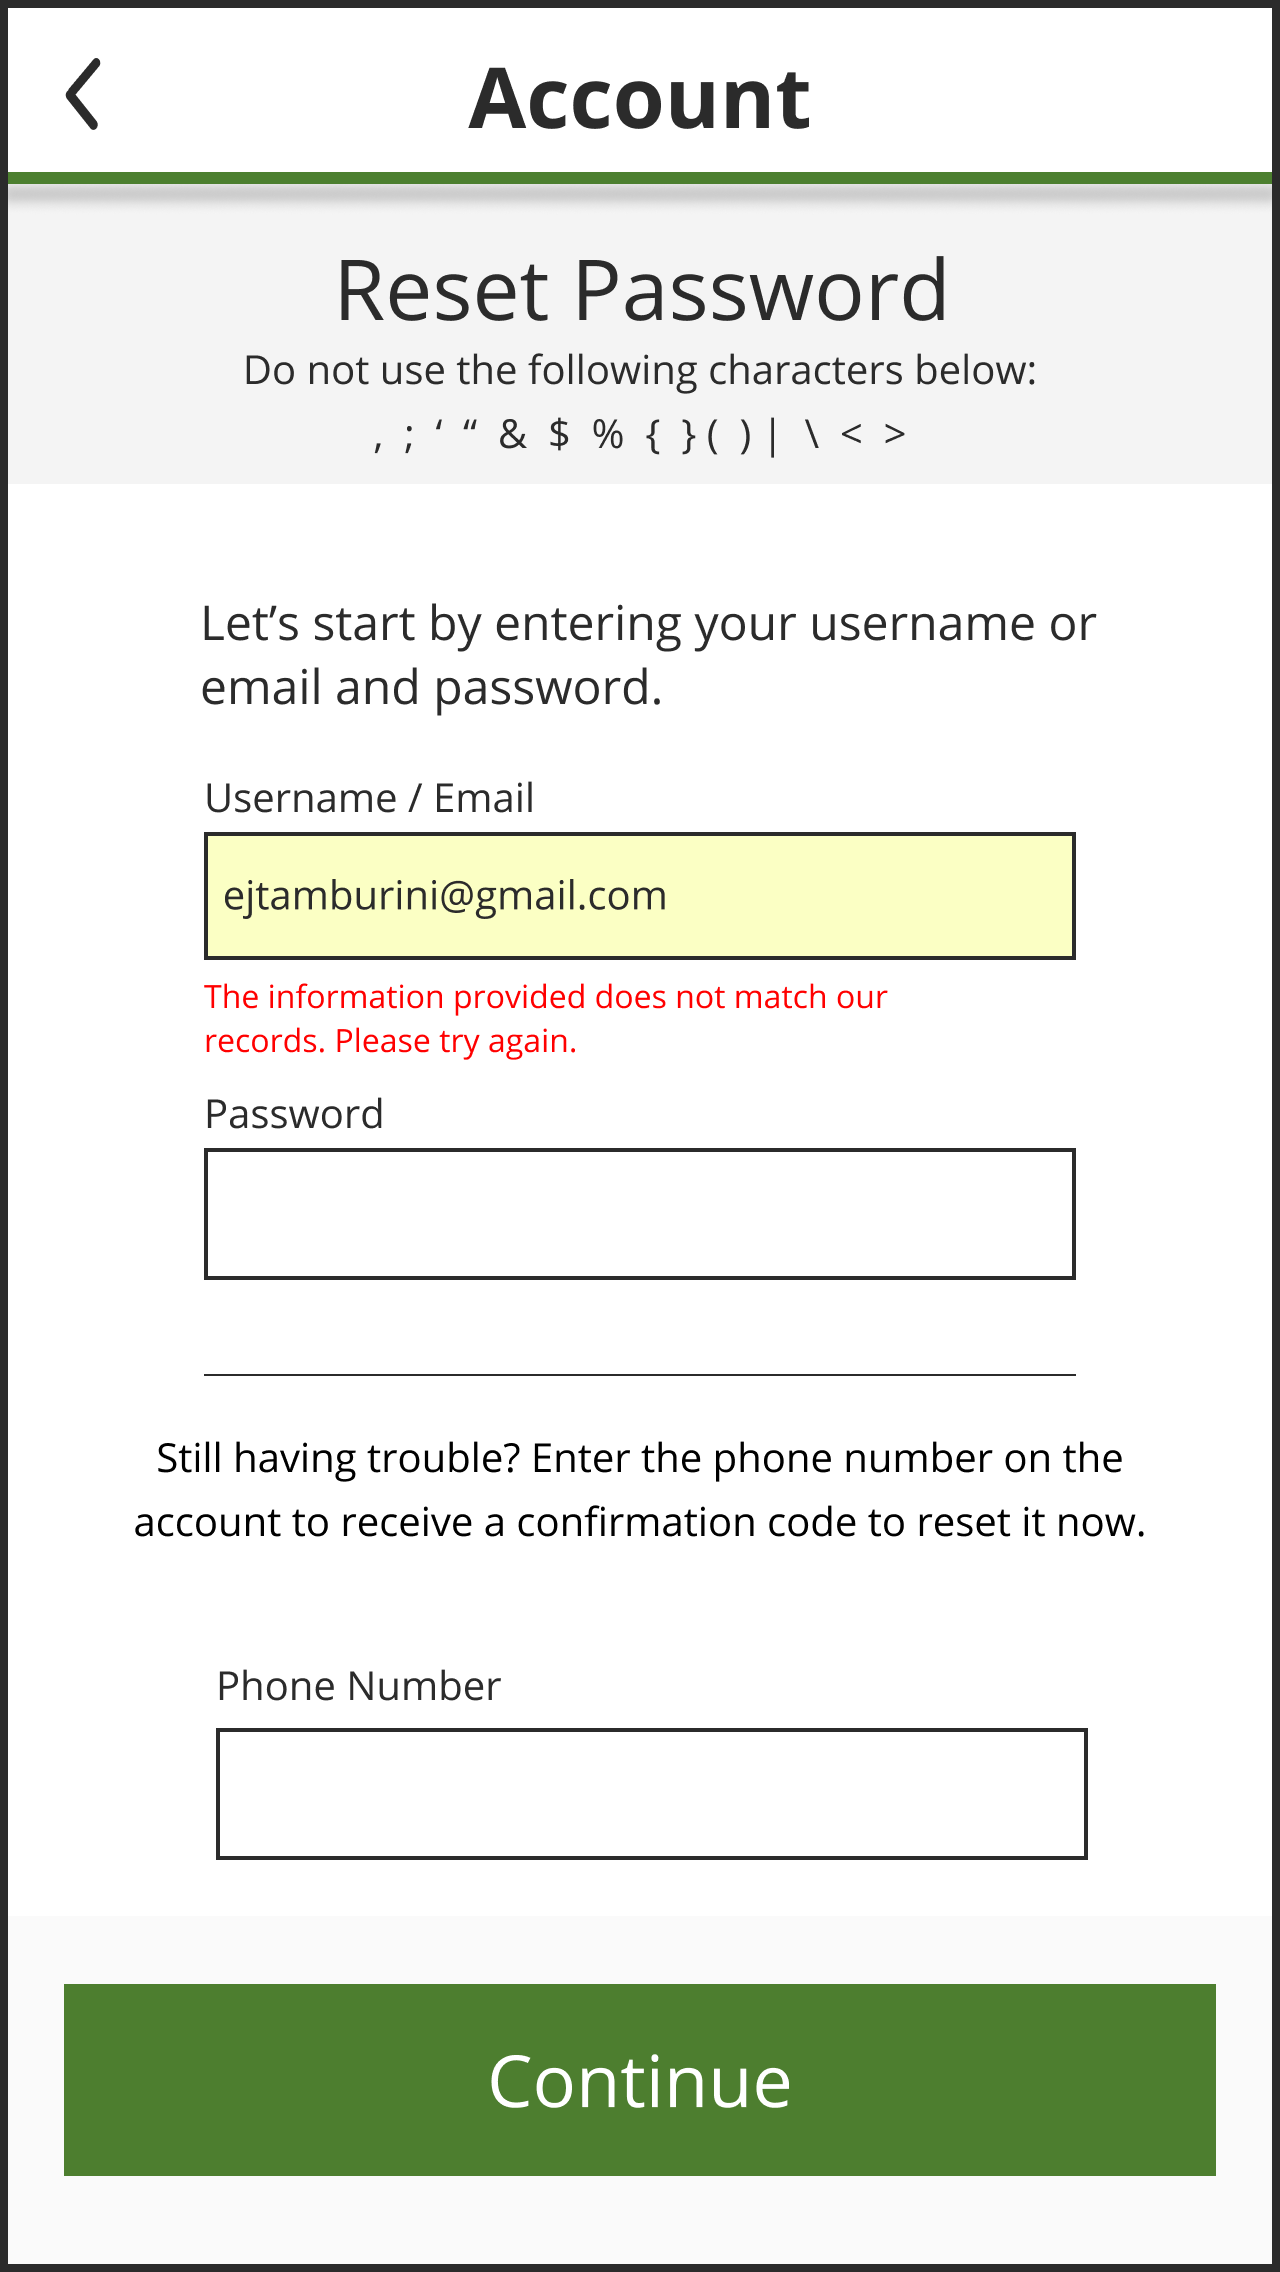 Account
Reset Password
Do not use the following characters below:
, ; ‘ “ & $ % { } ( ) | \ < >
Let’s start by entering your username or
email and password.
Username / Email
ejtamburini@gmail.com
The information provided does not match our
records. Please try again.
Password
Still having trouble? Enter the phone number on the
account to receive a confirmation code to reset it now.
Phone Number
Continue